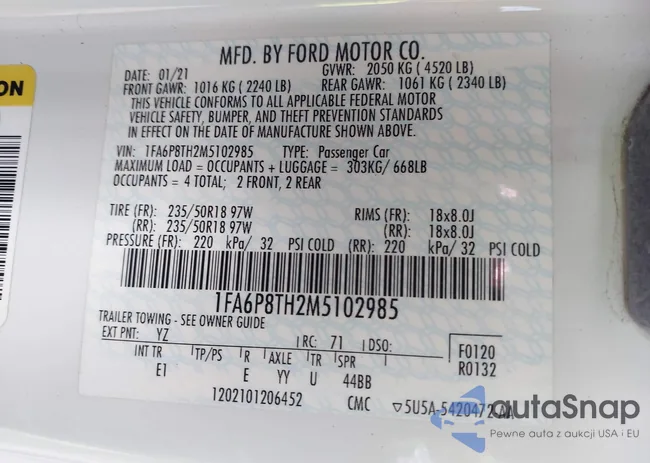 ON
MFD. BY FORD MOTOR CO.
DATE: 01/21 GVWR: 2050 KG ( 4520 LB)
FRONT GAWR: 1016 KG ( 2240 LB) REAR GAWR: 1061 KG ( 2340 LB)
THIS VEHICLE CONFORMS TO ALL APPLICABLE FEDERAL MOTOR
VEHICLE SAFETY, BUMPER, AND THEFT PREVENTION STANDARDS
IN EFFECT ON THE DATE OF MANUFACTURE SHOWN ABOVE.
VIN: 1FA6P8TH2M5102985 TYPE: Passenger Car
MAXIMUM LOAD = OCCUPANTS + LUGGAGE = 303KG/ 668LB
OCCUPANTS = 4 TOTAL; 2 FRONT, 2 REAR
TIRE (FR): 235/50R18 97W RIMS (FR): 18x8.0J
(RR): 235/50R18 97W (RR): 18x8.0J
PRESSURE (FR): 220 kPa/ 32 PSI COLD (RR): 220 kPa/ 32 PSI COLD
1FA6P8TH2M5102985
TRAILER TOWING - SEE OWNER GUIDE
EXT PNT: YZ RC: 71 DSO: F0120
INT TR TP/PS R AXLE TR SPR R0132
E1 E YY U 44BB
1202101206452 CMC ▽5U5A-5420472-AA
autoSnap
Pewne auta z aukcji USA i EU